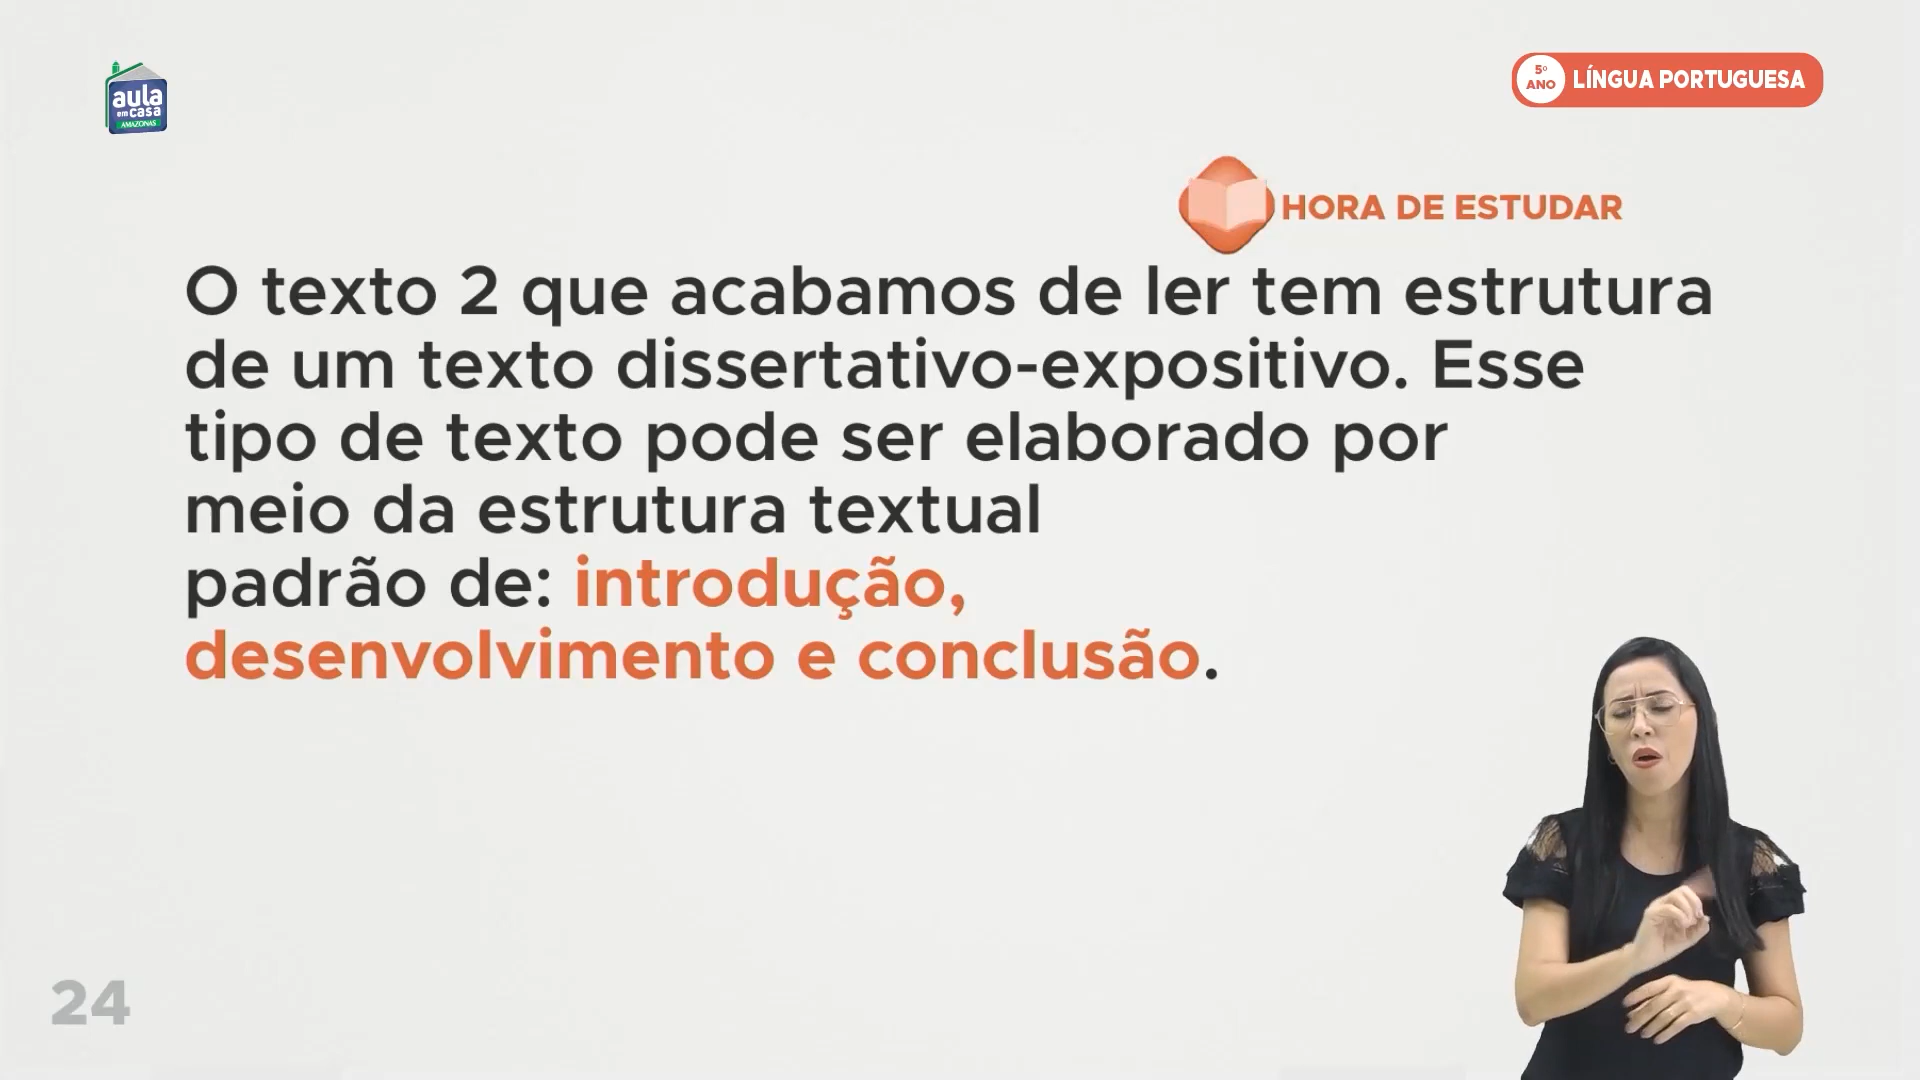 aula
em casa
AMAZONAS
5º
ANO
LÍNGUA PORTUGUESA
HORA DE ESTUDAR
O texto 2 que acabamos de ler tem estrutura
de um texto dissertativo-expositivo. Esse
tipo de texto pode ser elaborado por
meio da estrutura textual
padrão de: introdução,
desenvolvimento e conclusão.
24